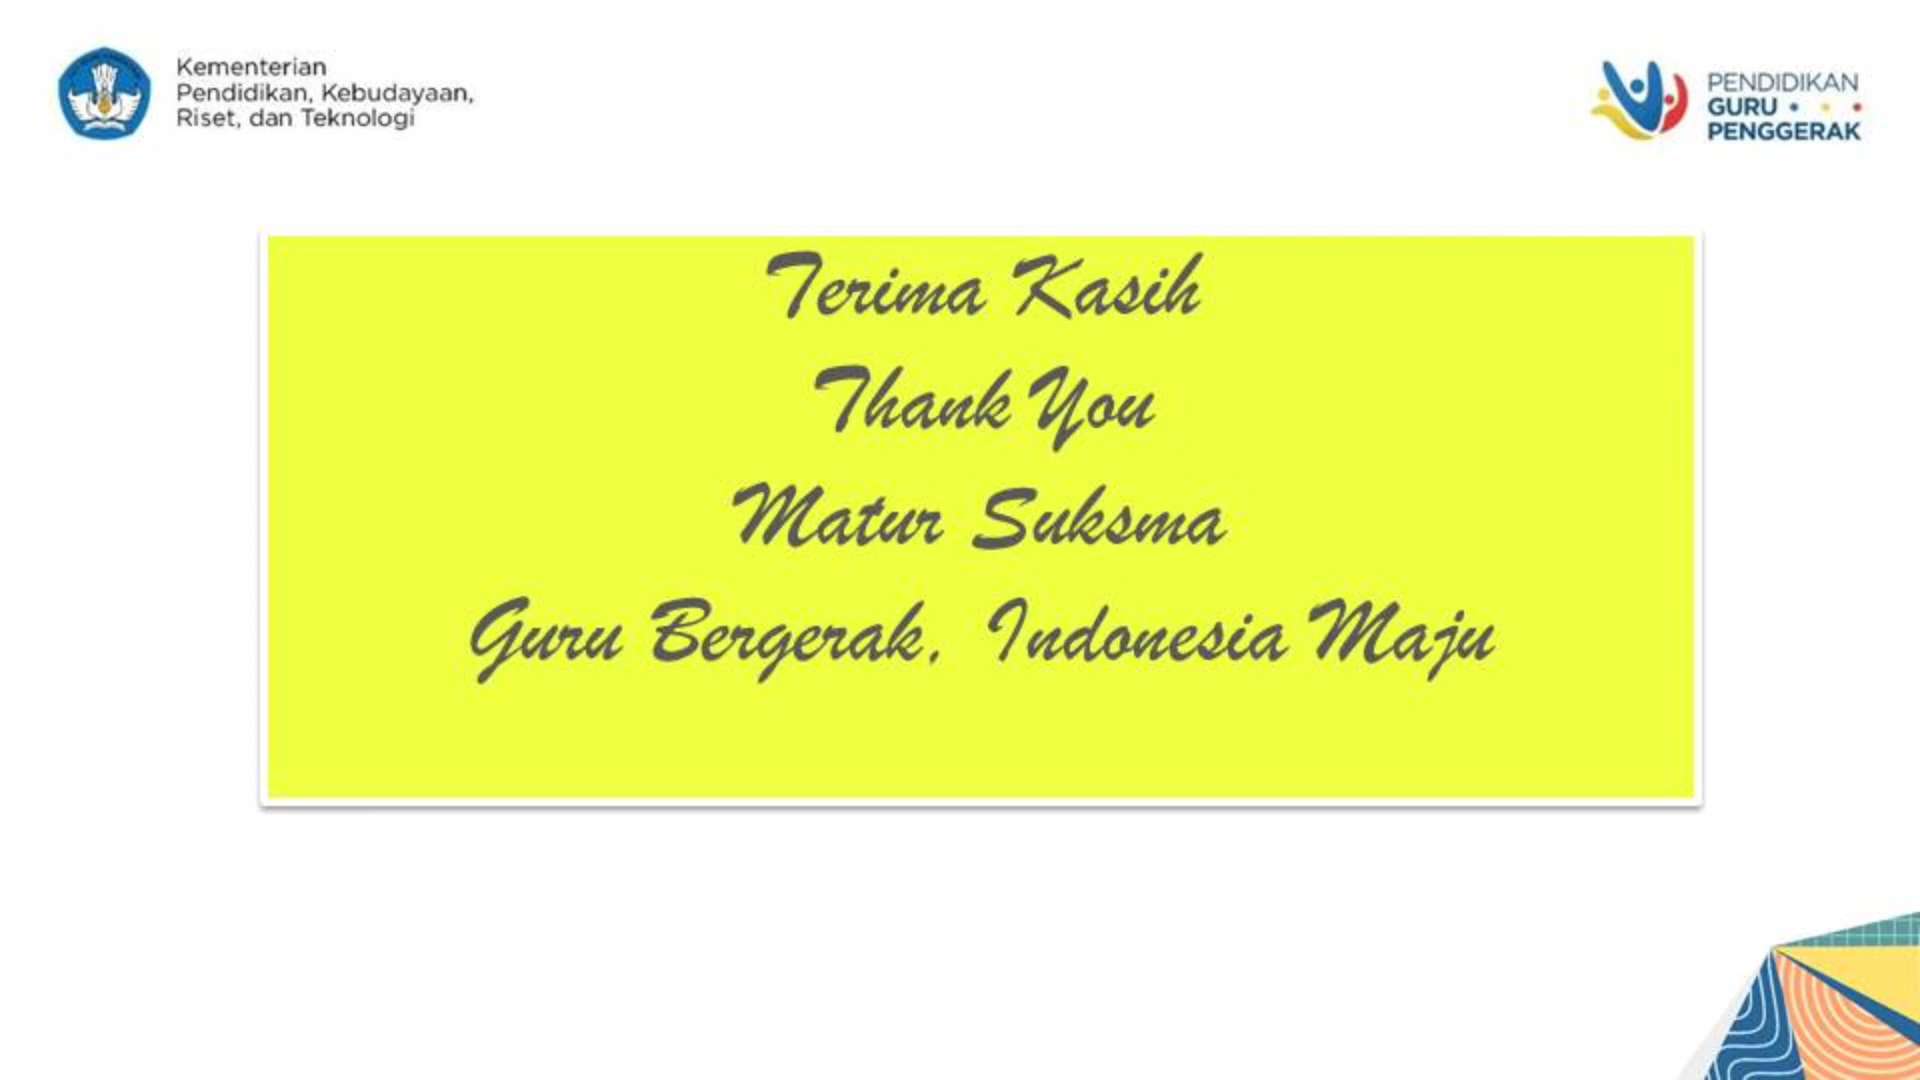 Kementerian
Pendidikan, Kebudayaan,
Riset, dan Teknologi
PENDIDIKAN
GURU
PENGGERAK
Terima Kasih
Thank You
Matur Suksma
Guru Bergerak, Indonesia Maju